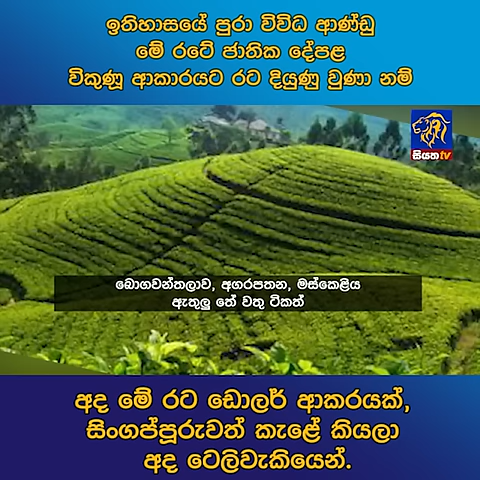 ඉතිහාසයේ පුරා විවිධ ආණ්ඩු
මේ රටේ ජාතික දේපළ
විකුණූ ආකාරයට රට දියුණු වුණා නම්
සියත tv
බොගවන්තලාව, අගරපතන, මස්කෙළිය
ඇතුලු තේ වතු ටිකත්
අද මේ රට ඩොලර් ආකරයක්,
සිංගප්පූරුවත් කැළේ කියලා
අද ටෙලිවැකියෙන්.